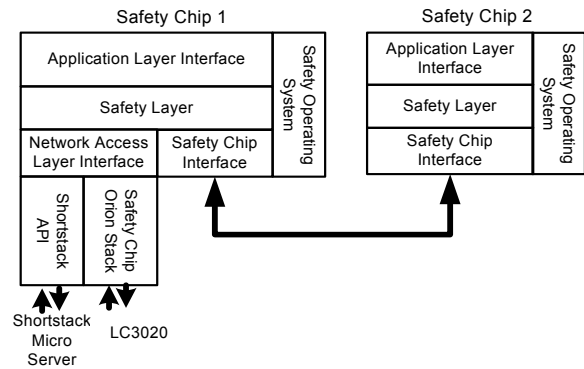 Safety Chip 1
Application Layer Interface
Safety Layer
Network Access
Layer Interface
Safety Chip
Interface
Safety Operating
System
Shortstack
API
Safety Chip
Orion Stack
Shortstack
Micro
Server
LC3020
Safety Chip 2
Application Layer
Interface
Safety Layer
Safety Chip
Interface
Safety Operating
System